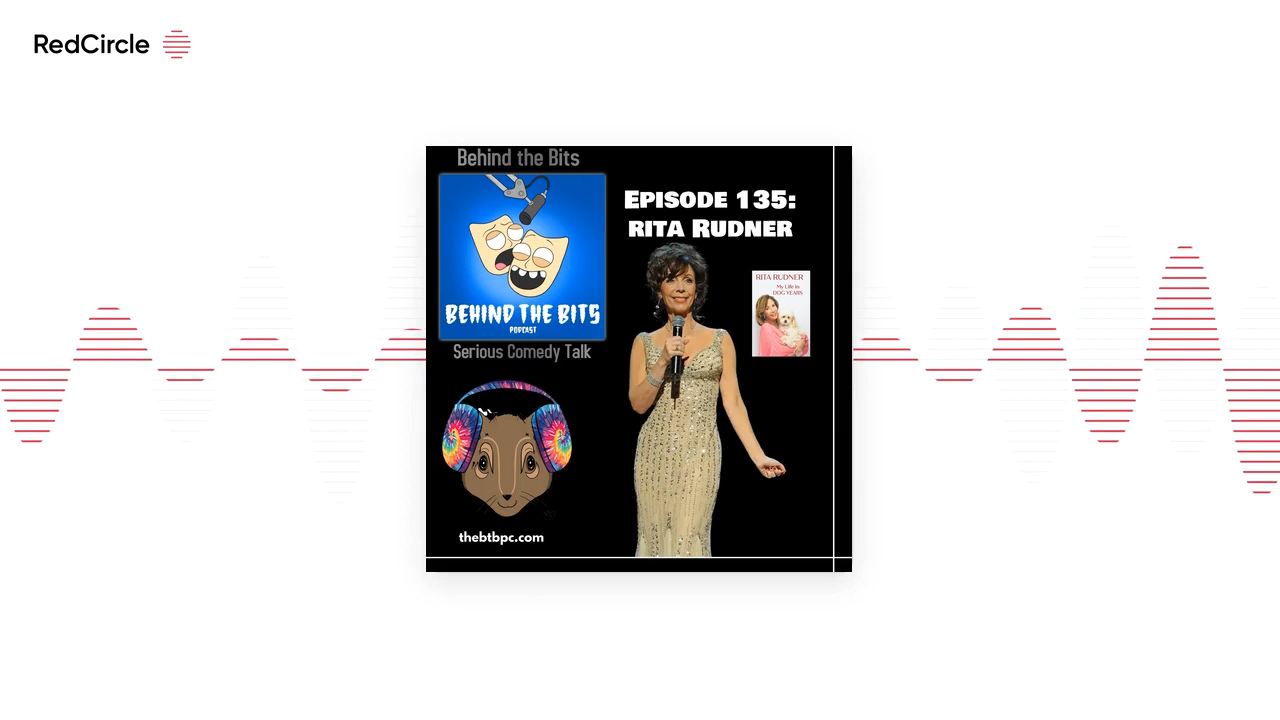 RedCircle
Behind the Bits
BEHIND THE BITS
PODCAST
Serious Comedy Talk
thebtbpc.com
EPISODE 135:
RITA RUDNER
RITA RUDNER
My Life in
DOG YEARS